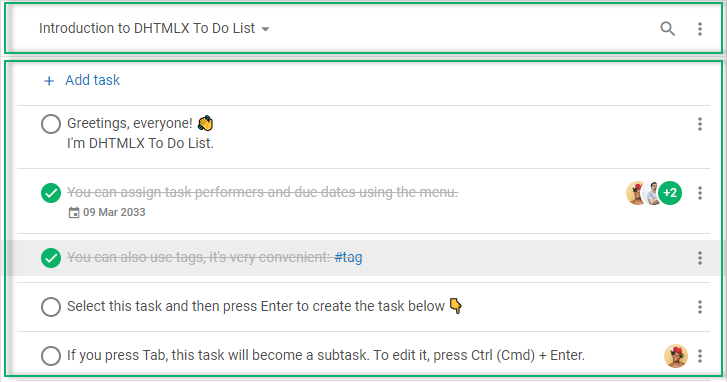 Introduction to DHTMLX To Do List
+ Add task
Greetings, everyone! 👋
I'm DHTMLX To Do List.
You can assign task performers and due dates using the menu.
+2
09 Mar 2033
You can also use tags, it's very convenient: #tag
Select this task and then press Enter to create the task below 👇
If you press Tab, this task will become a subtask. To edit it, press Ctrl (Cmd) + Enter.